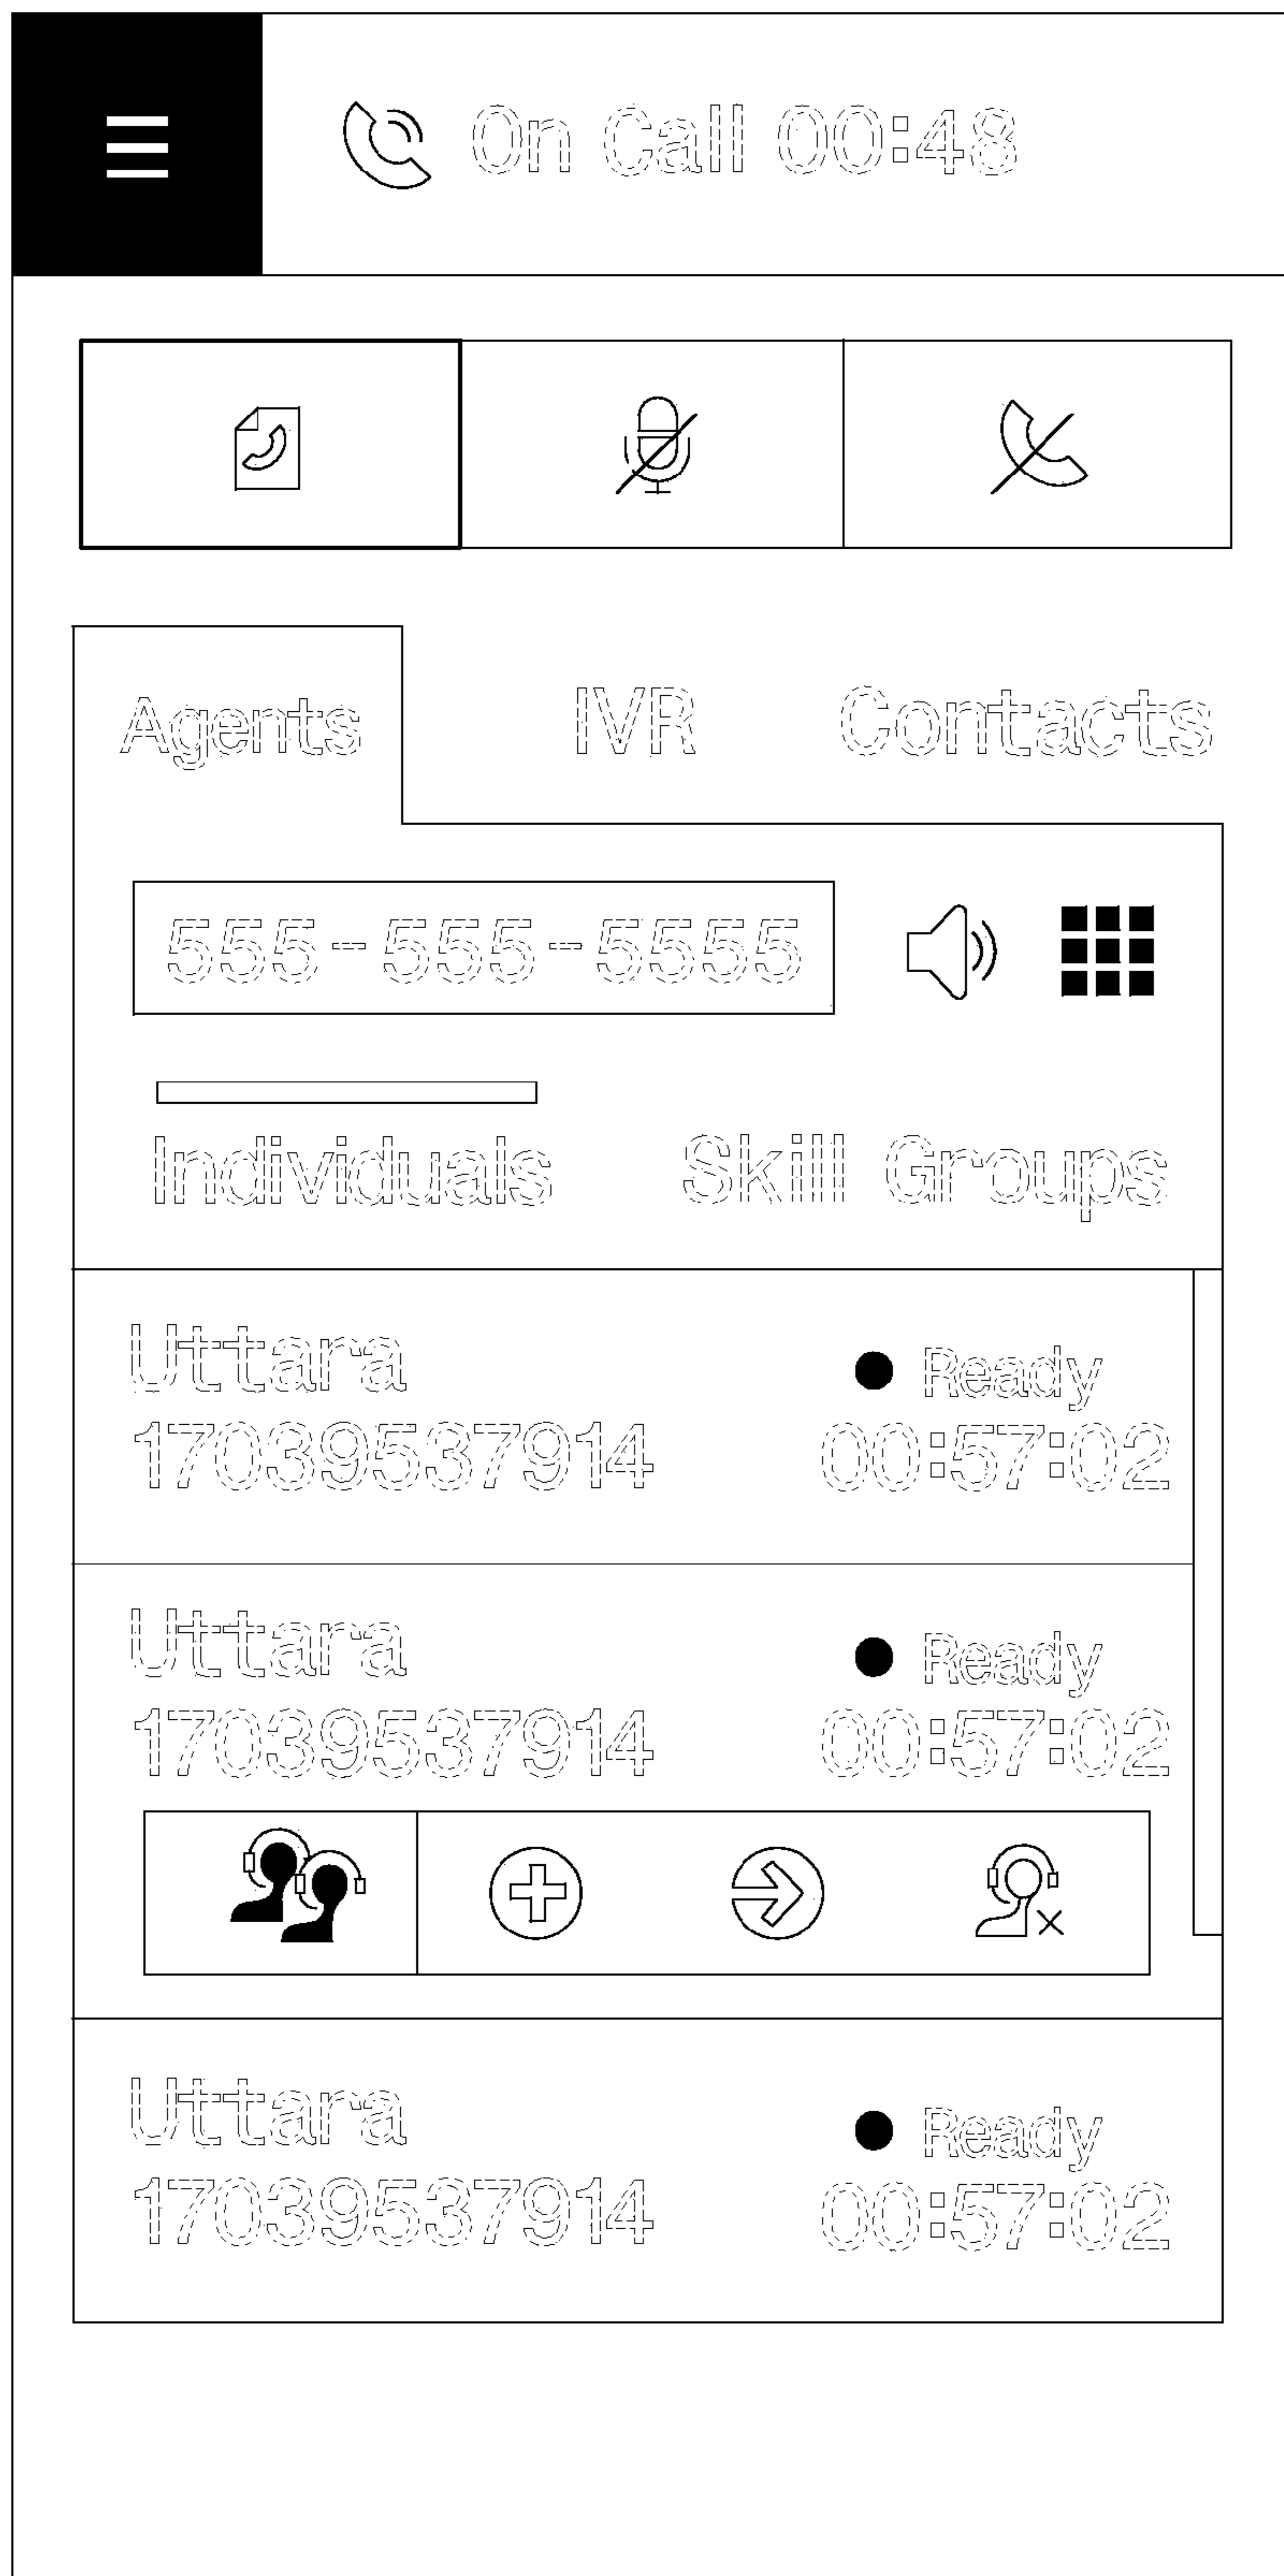 On Call 00:48
Agents IVR Contacts
555-555-5555
Individuals Skill Groups
Uttara Ready
17039537914 00:57:02
Uttara Ready
17039537914 00:57:02
Uttara Ready
17039537914 00:57:02